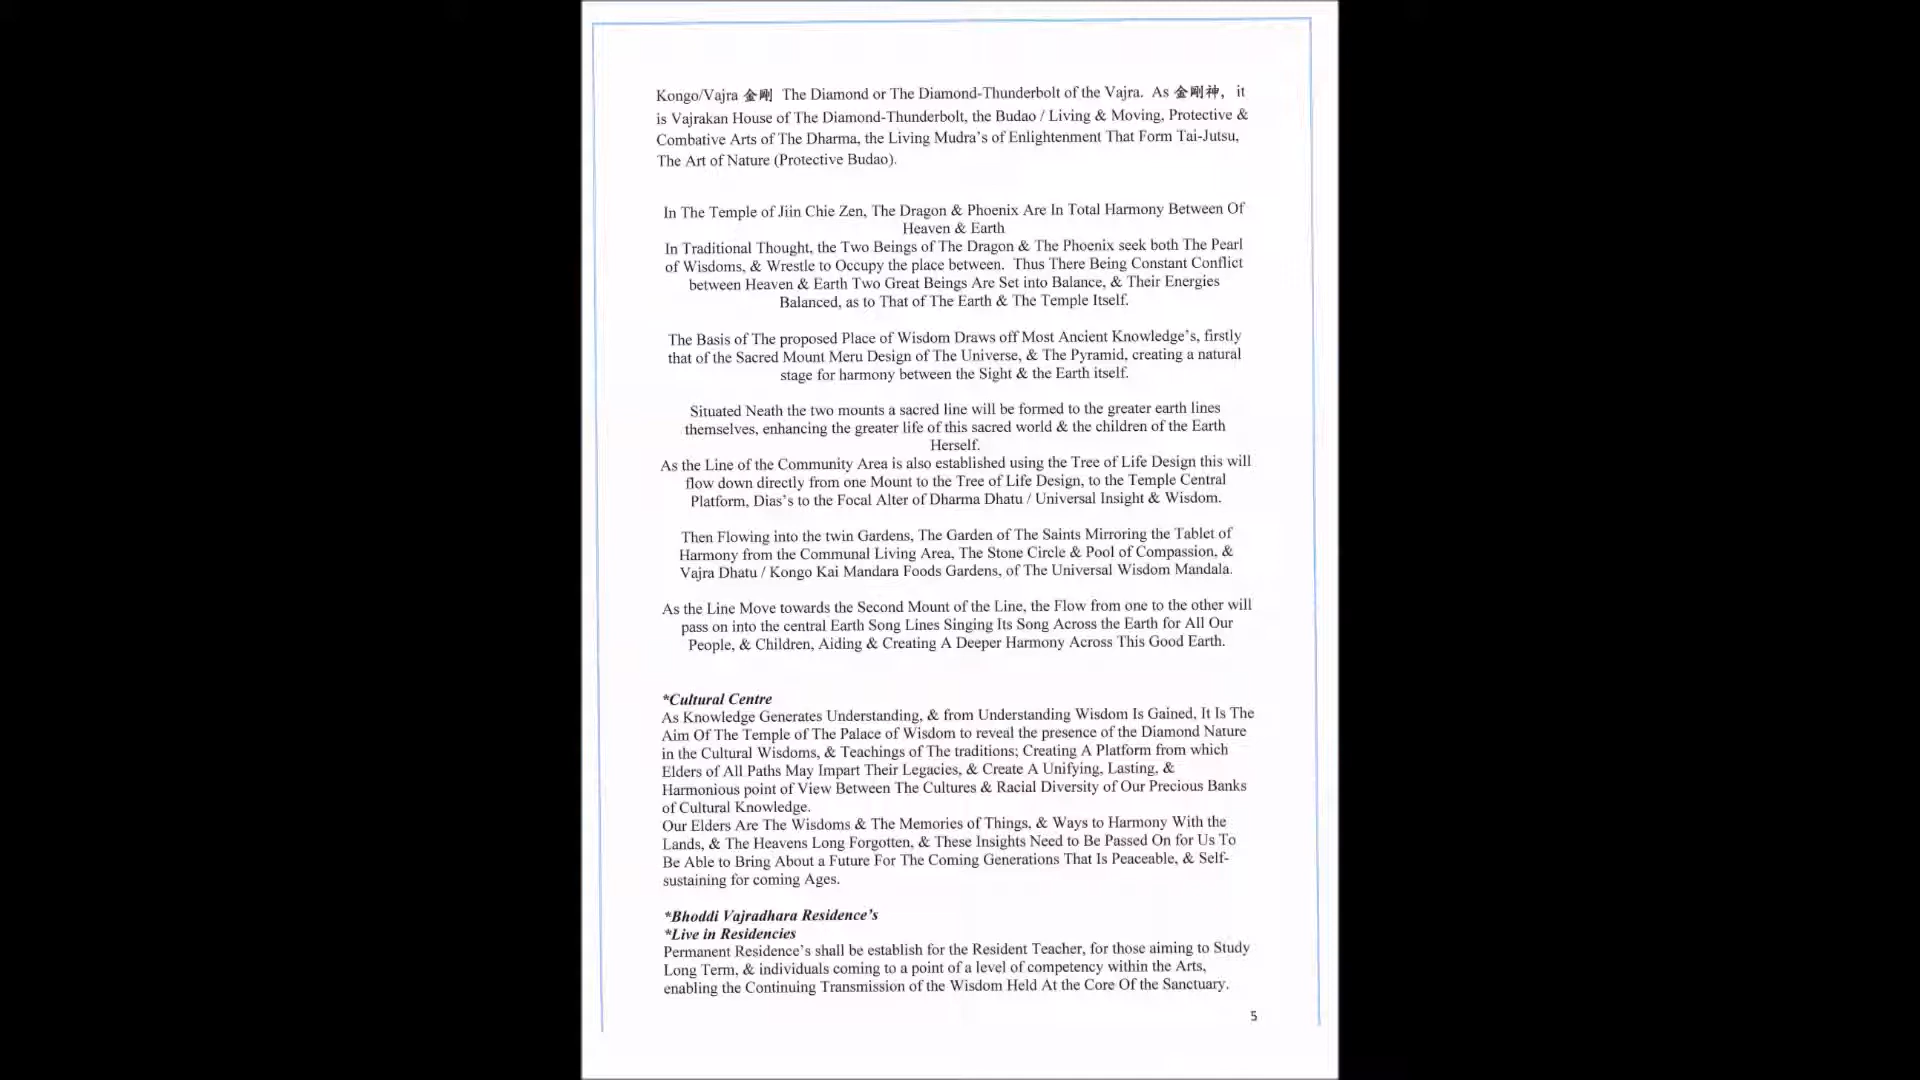 Kongo/Vajra 金剛 The Diamond or The Diamond-Thunderbolt of the Vajra. As 金剛神, it
is Vajrakan House of The Diamond-Thunderbolt, the Budao / Living & Moving, Protective &
Combative Arts of The Dharma, the Living Mudra's of Enlightenment That Form Tai-Jutsu,
The Art of Nature (Protective Budao).
In The Temple of Jiin Chie Zen, The Dragon & Phoenix Are In Total Harmony Between Of
Heaven & Earth
In Traditional Thought, the Two Beings of The Dragon & The Phoenix seek both The Pearl
of Wisdoms, & Wrestle to Occupy the place between. Thus There Being Constant Conflict
between Heaven & Earth Two Great Beings Are Set into Balance, & Their Energies
Balanced, as to That of The Earth & The Temple Itself.
The Basis of The proposed Place of Wisdom Draws off Most Ancient Knowledge's, firstly
that of the Sacred Mount Meru Design of The Universe, & The Pyramid, creating a natural
stage for harmony between the Sight & the Earth itself.
Situated Neath the two mounts a sacred line will be formed to the greater earth lines
themselves, enhancing the greater life of this sacred world & the children of the Earth
Herself.
As the Line of the Community Area is also established using the Tree of Life Design this will
flow down directly from one Mount to the Tree of Life Design, to the Temple Central
Platform, Dias's to the Focal Alter of Dharma Dhatu / Universal Insight & Wisdom.
Then Flowing into the twin Gardens, The Garden of The Saints Mirroring the Tablet of
Harmony from the Communal Living Area, The Stone Circle & Pool of Compassion, &
Vajra Dhatu / Kongo Kai Mandara Foods Gardens, of The Universal Wisdom Mandala.
As the Line Move towards the Second Mount of the Line, the Flow from one to the other will
pass on into the central Earth Song Lines Singing Its Song Across the Earth for All Our
People, & Children, Aiding & Creating A Deeper Harmony Across This Good Earth.
*Cultural Centre
As Knowledge Generates Understanding, & from Understanding Wisdom Is Gained, It Is The
Aim Of The Temple of The Palace of Wisdom to reveal the presence of the Diamond Nature
in the Cultural Wisdoms, & Teachings of The traditions; Creating A Platform from which
Elders of All Paths May Impart Their Legacies, & Create A Unifying, Lasting, &
Harmonious point of View Between The Cultures & Racial Diversity of Our Precious Banks
of Cultural Knowledge.
Our Elders Are The Wisdoms & The Memories of Things, & Ways to Harmony With the
Lands, & The Heavens Long Forgotten, & These Insights Need to Be Passed On for Us To
Be Able to Bring About a Future For The Coming Generations That Is Peaceable, & Self-
sustaining for coming Ages.
*Bhoddi Vajradhara Residence's
*Live in Residencies
Permanent Residence's shall be establish for the Resident Teacher, for those aiming to Study
Long Term, & individuals coming to a point of a level of competency within the Arts,
enabling the Continuing Transmission of the Wisdom Held At the Core Of the Sanctuary.
5